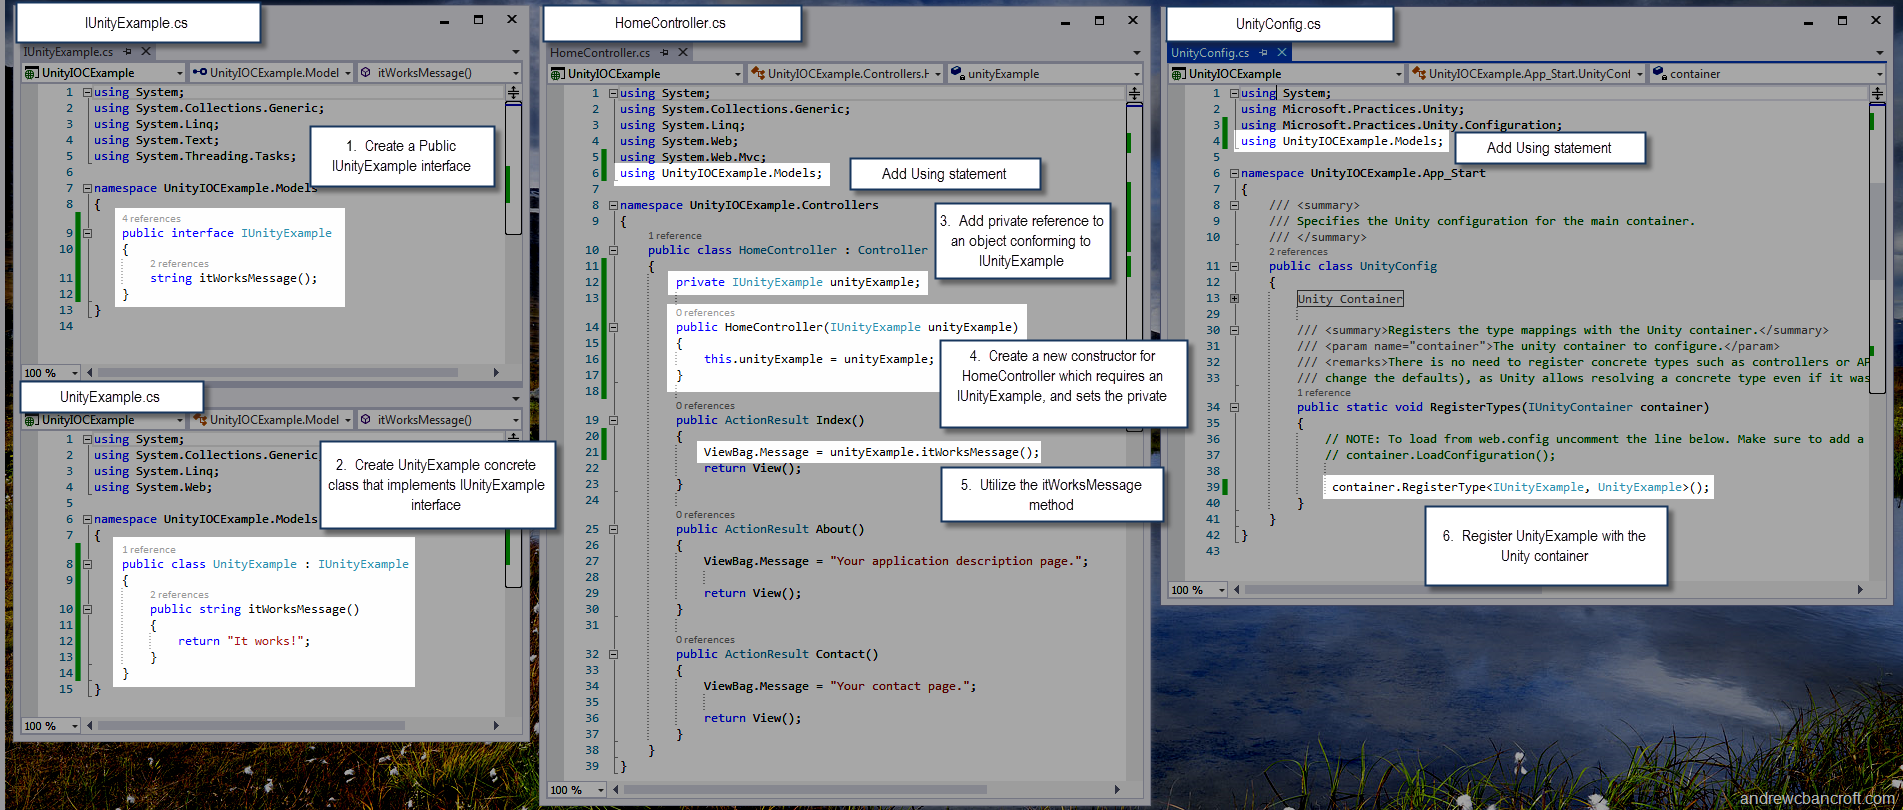 IUnityExample.cs
IUnityExample.cs
UnityIOCExample
UnityIOCExample.Model
itWorksMessage()
1 using System;
2 using System.Collections.Generic;
3 using System.Linq;
4 using System.Text;
5 using System.Threading.Tasks;
6
7 namespace UnityIOCExample.Models
8 {
4 references
9 public interface IUnityExample
10 {
2 references
11 string itWorksMessage();
12 }
13 }
14
1. Create a Public
IUnityExample interface
100 %
UnityExample.cs
UnityIOCExample
UnityIOCExample.Model
itWorksMessage()
1 using System;
2 using System.Collections.Generic
3 using System.Linq;
4 using System.Web;
5
6 namespace UnityIOCExample.Models
7 {
1 reference
8 public class UnityExample : IUnityExample
9 {
2 references
10 public string itWorksMessage()
11 {
12 return "It works!";
13 }
14 }
15 }
2. Create UnityExample concrete
class that implements IUnityExample
interface
100 %
HomeController.cs
HomeController.cs
UnityIOCExample
UnityIOCExample.Controllers.H
unityExample
1 using System;
2 using System.Collections.Generic;
3 using System.Linq;
4 using System.Web;
5 using System.Web.Mvc;
6 using UnityIOCExample.Models;
7
8 namespace UnityIOCExample.Controllers
9 {
1 reference
10 public class HomeController : Controller
11 {
12 private IUnityExample unityExample;
13
0 references
14 public HomeController(IUnityExample unityExample)
15 {
16 this.unityExample = unityExample;
17 }
18
0 references
19 public ActionResult Index()
20 {
21 ViewBag.Message = unityExample.itWorksMessage();
22 return View();
23 }
24
0 references
25 public ActionResult About()
26 {
27 ViewBag.Message = "Your application description page.";
28
29 return View();
30 }
31
0 references
32 public ActionResult Contact()
33 {
34 ViewBag.Message = "Your contact page.";
35
36 return View();
37 }
38 }
39 }
Add Using statement
3. Add private reference to
an object conforming to
IUnityExample
4. Create a new constructor for
HomeController which requires an
IUnityExample, and sets the private
5. Utilize the itWorksMessage
method
100 %
UnityConfig.cs
UnityConfig.cs
UnityIOCExample
UnityIOCExample.App_Start.UnityConf
container
1 using System;
2 using Microsoft.Practices.Unity;
3 using Microsoft.Practices.Unity.Configuration;
4 using UnityIOCExample.Models;
5
6 namespace UnityIOCExample.App_Start
7 {
8 /// <summary>
9 /// Specifies the Unity configuration for the main container.
10 /// </summary>
2 references
11 public class UnityConfig
12 {
13 Unity Container
29
30 /// <summary>Registers the type mappings with the Unity container.</summary>
31 /// <param name="container">The unity container to configure.</param>
32 /// <remarks>There is no need to register concrete types such as controllers or AP
33 /// change the defaults), as Unity allows resolving a concrete type even if it was
1 reference
34 public static void RegisterTypes(IUnityContainer container)
35 {
36 // NOTE: To load from web.config uncomment the line below. Make sure to add a
37 // container.LoadConfiguration();
38
39 container.RegisterType<IUnityExample, UnityExample>();
40 }
41 }
42 }
43
Add Using statement
6. Register UnityExample with the
Unity container
100 %
andrewcbancroft.com